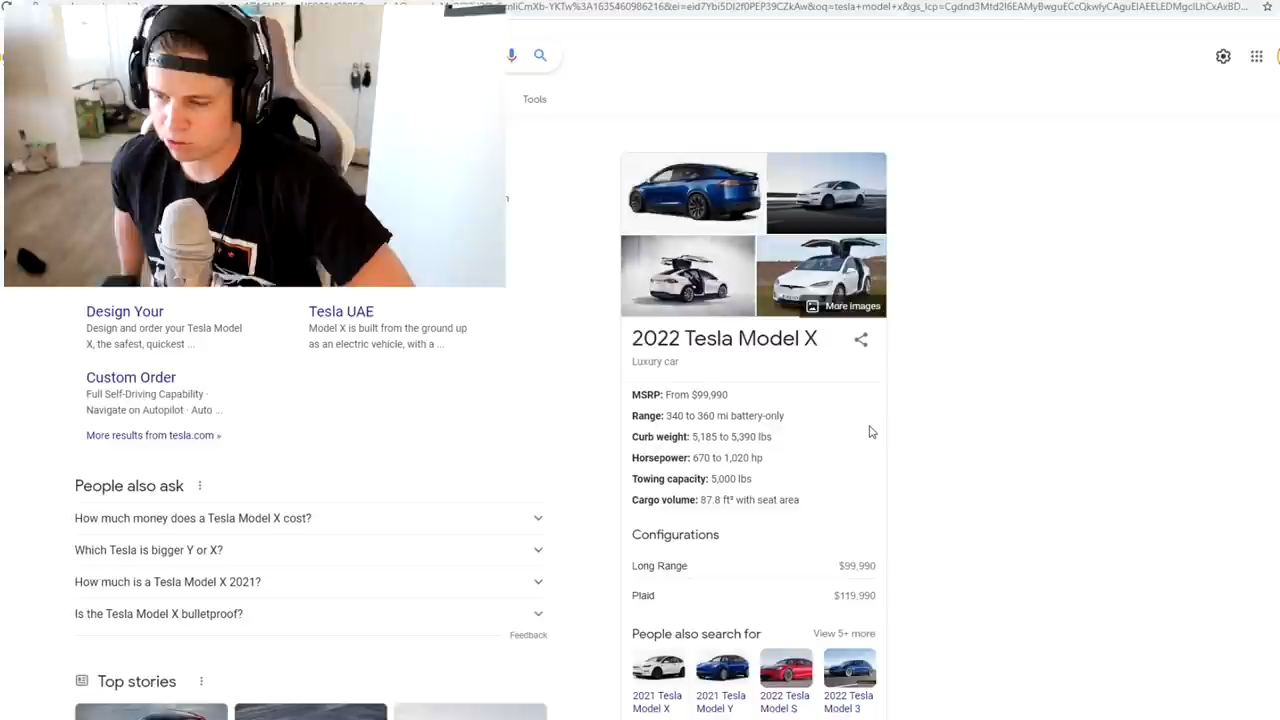 Tools
Design Your
Design and order your Tesla Model
X, the safest, quickest ...
Tesla UAE
Model X is built from the ground up
as an electric vehicle, with a ...
Custom Order
Full Self-Driving Capability ·
Navigate on Autopilot · Auto ...
More results from tesla.com »
People also ask
How much money does a Tesla Model X cost?
Which Tesla is bigger Y or X?
How much is a Tesla Model X 2021?
Is the Tesla Model X bulletproof?
Feedback
Top stories
More images
2022 Tesla Model X
Luxury car
MSRP: From $99,990
Range: 340 to 360 mi battery-only
Curb weight: 5,185 to 5,390 lbs
Horsepower: 670 to 1,020 hp
Towing capacity: 5,000 lbs
Cargo volume: 87.8 ft³ with seat area
Configurations
Long Range $99,990
Plaid $119,990
People also search for View 5+ more
2021 Tesla Model X
2021 Tesla Model Y
2022 Tesla Model S
2022 Tesla Model 3